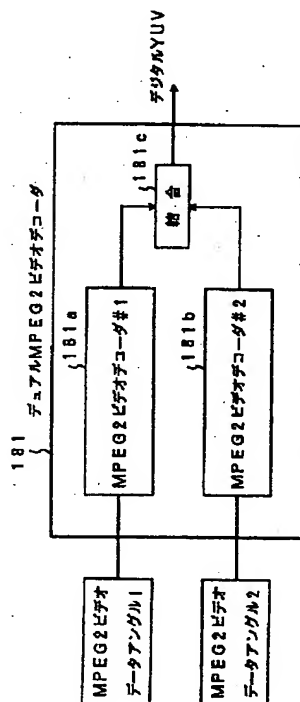 181
デュアルMPEG2ビデオデコーダ
MPEG2ビデオ
データアングル1
181a
MPEG2ビデオデコーダ#1
MPEG2ビデオ
データアングル2
181b
MPEG2ビデオデコーダ#2
181c
結合
デジタルYUV